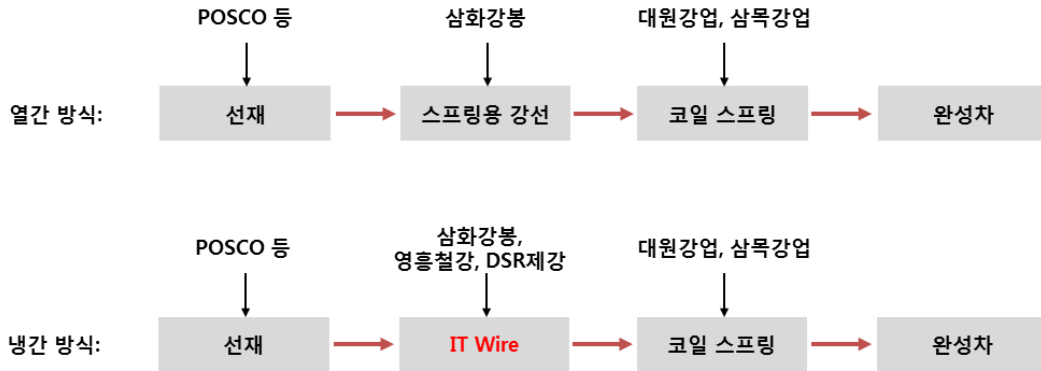 POSCO 등 삼화강봉 대원강업, 삼목강업
열간 방식: 선재 스프링용 강선 코일 스프링 완성차
삼화강봉,
POSCO 등 영흥철강, DSR제강 대원강업, 삼목강업
냉간 방식: 선재 IT Wire 코일 스프링 완성차